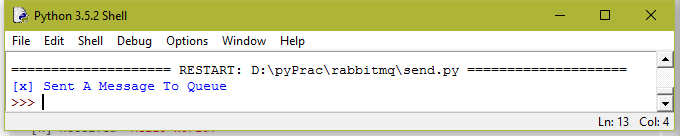 Python 3.5.2 Shell
File Edit Shell Debug Options Window Help
==================== RESTART: D:\pyPrac\rabbitmq\send.py ====================
[x] Sent A Message To Queue
>>>
Ln: 13 Col: 4